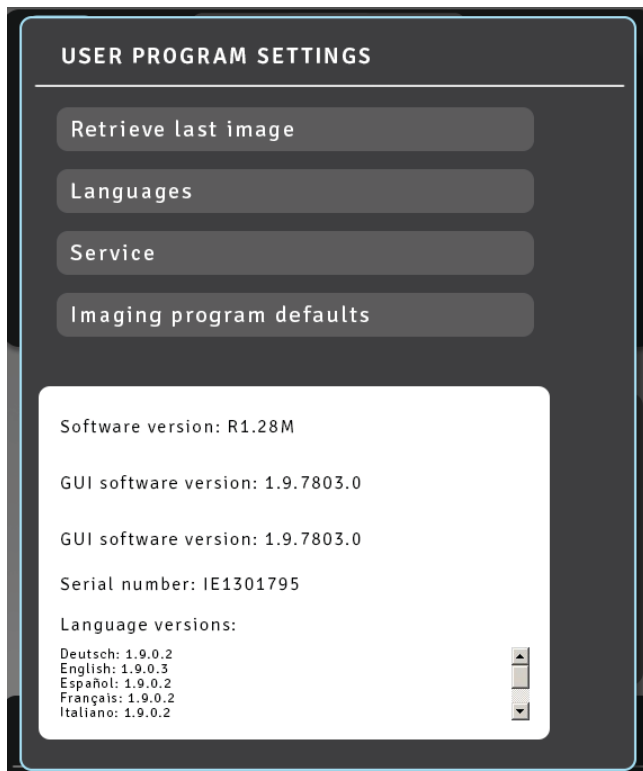 USER PROGRAM SETTINGS
Retrieve last image
Languages
Service
Imaging program defaults
Software version: R1.28M
GUI software version: 1.9.7803.0
GUI software version: 1.9.7803.0
Serial number: IE1301795
Language versions:
Deutsch: 1.9.0.2
English: 1.9.0.3
Español: 1.9.0.2
Français: 1.9.0.2
Italiano: 1.9.0.2